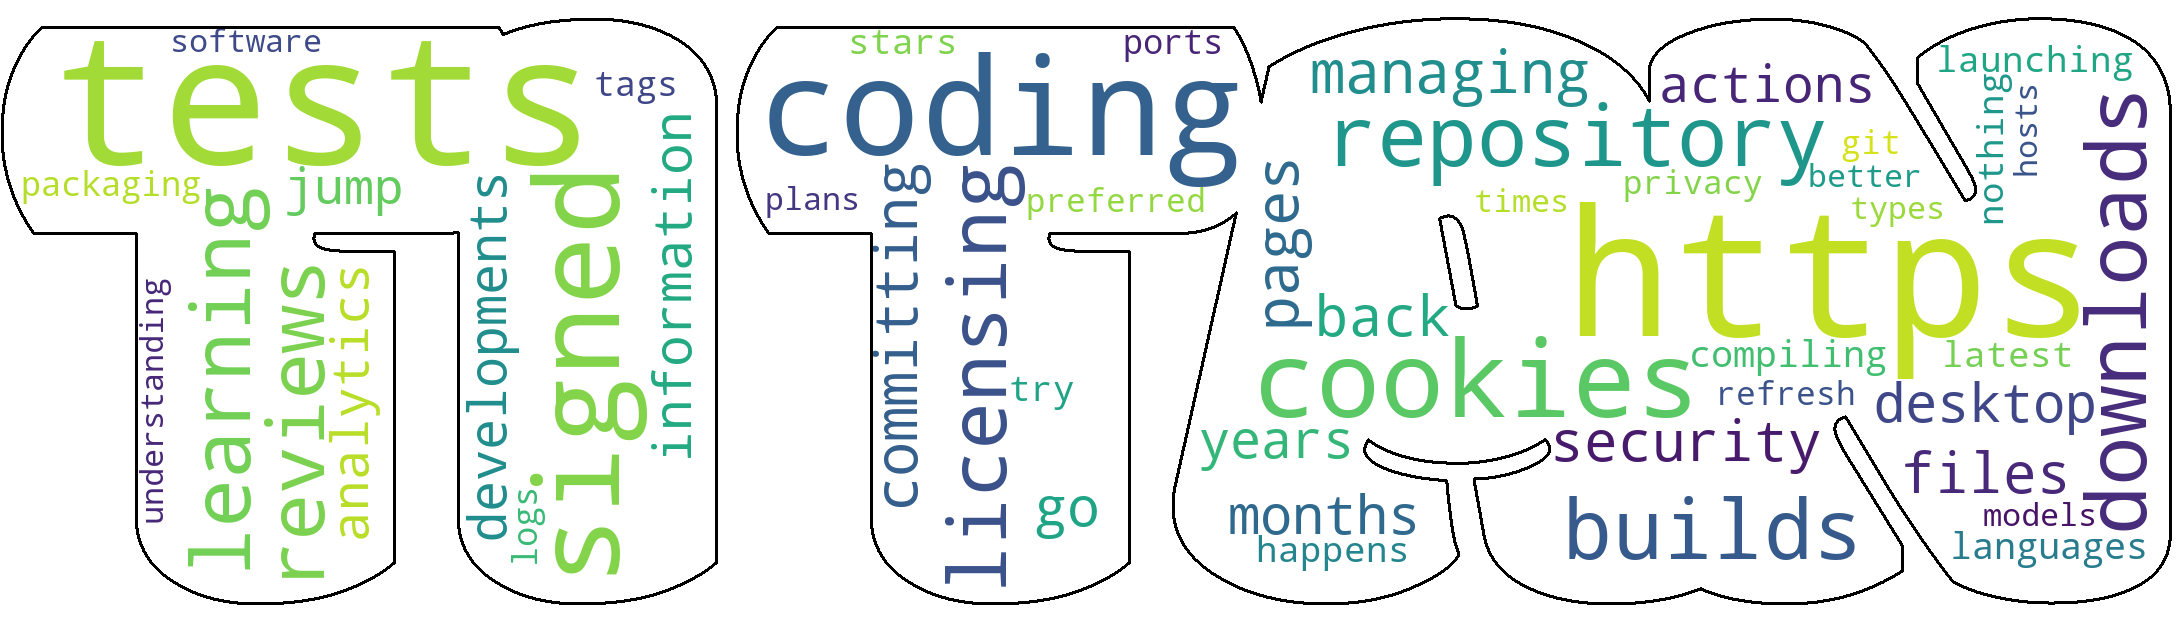 software
tests
tags
packaging
learning
jump
understanding
reviews
analytics
developments
logs
signed
information
stars
ports
coding
plans
committing
licensing
preferred
try
go
managing
actions
repository
git
privacy
better
times
types
pages
https
back
cookies
compiling
latest
refresh
desktop
years
security
files
months
happens
builds
models
languages
launching
nothing
hosts
downloads